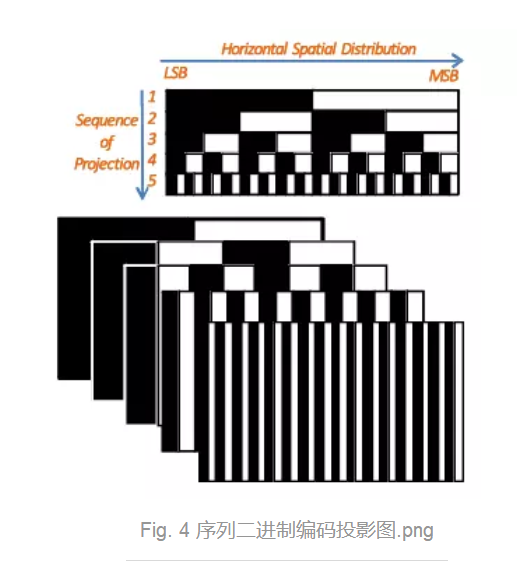 Horizontal Spatial Distribution
LSB
MSB
Sequence
of
Projection
1
2
3
4
5
Fig. 4 序列二进制编码投影图.png